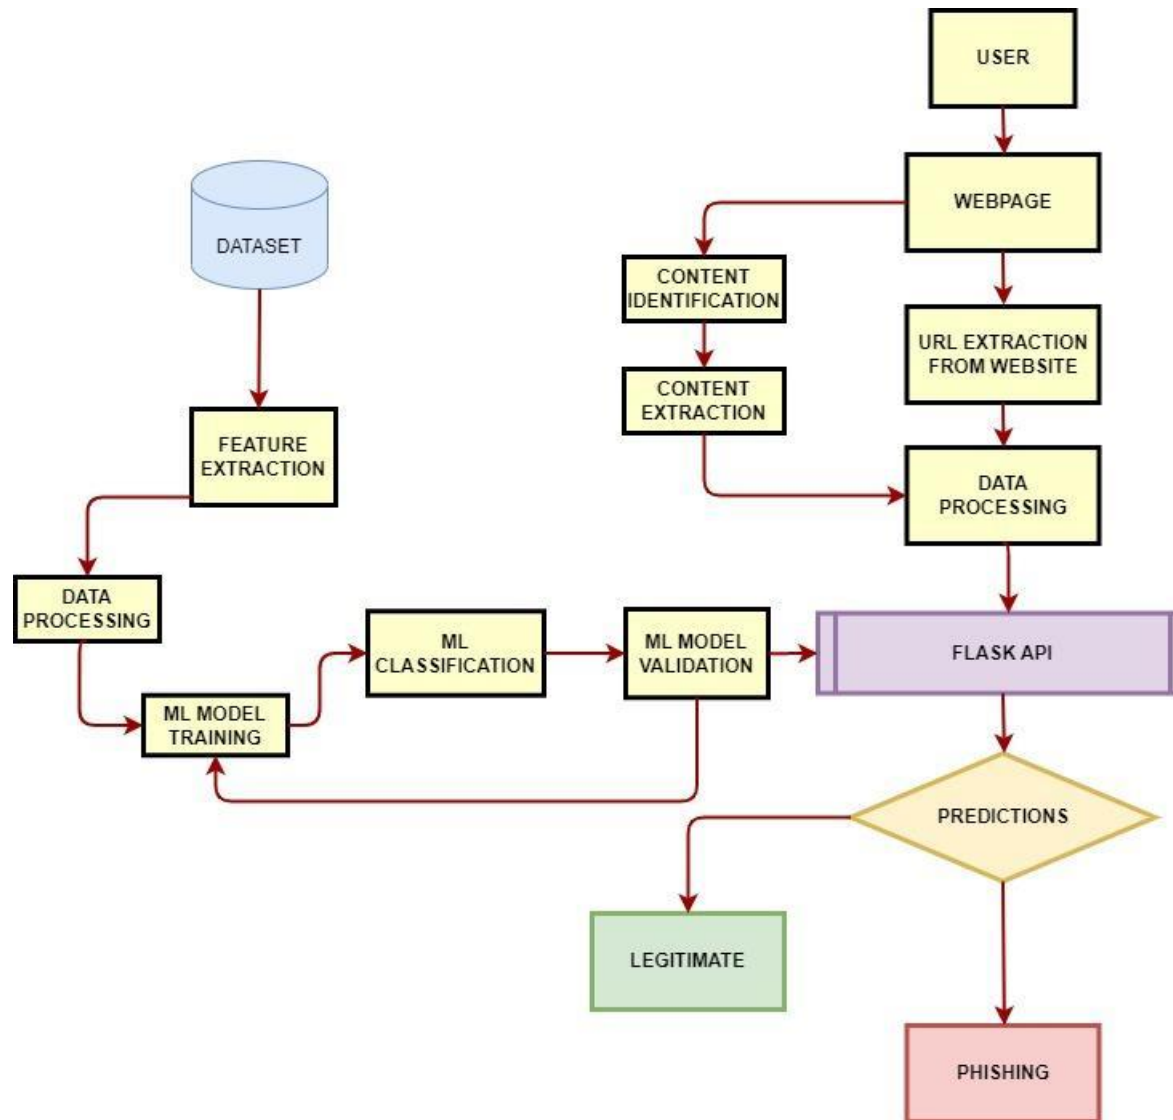 USER
WEBPAGE
DATASET
CONTENT
IDENTIFICATION
URL EXTRACTION
FROM WEBSITE
CONTENT
EXTRACTION
FEATURE
EXTRACTION
DATA
PROCESSING
DATA
PROCESSING
ML
CLASSIFICATION
ML MODEL
VALIDATION
FLASK API
ML MODEL
TRAINING
PREDICTIONS
LEGITIMATE
PHISHING